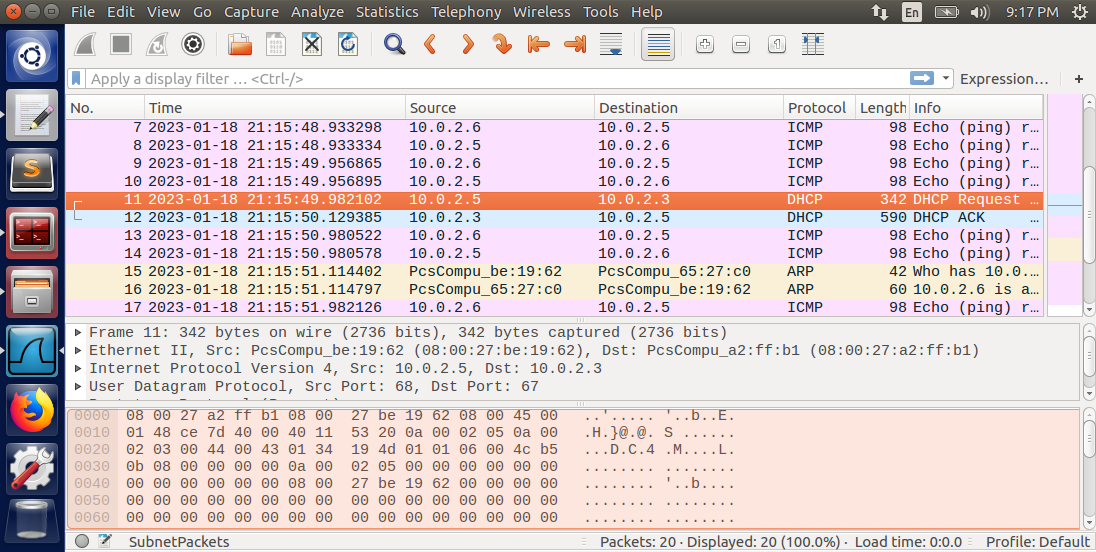 File Edit View Go Capture Analyze Statistics Telephony Wireless Tools Help En 9:17 PM
Apply a display filter … <Ctrl-/> Expression… +
No. Time Source Destination Protocol Length Info
7 2023-01-18 21:15:48.933298 10.0.2.6 10.0.2.5 ICMP 98 Echo (ping) r…
8 2023-01-18 21:15:48.933334 10.0.2.5 10.0.2.6 ICMP 98 Echo (ping) r…
9 2023-01-18 21:15:49.956865 10.0.2.6 10.0.2.5 ICMP 98 Echo (ping) r…
10 2023-01-18 21:15:49.956895 10.0.2.5 10.0.2.6 ICMP 98 Echo (ping) r…
11 2023-01-18 21:15:49.982102 10.0.2.5 10.0.2.3 DHCP 342 DHCP Request …
12 2023-01-18 21:15:50.129385 10.0.2.3 10.0.2.5 DHCP 590 DHCP ACK …
13 2023-01-18 21:15:50.980522 10.0.2.6 10.0.2.5 ICMP 98 Echo (ping) r…
14 2023-01-18 21:15:50.980578 10.0.2.5 10.0.2.6 ICMP 98 Echo (ping) r…
15 2023-01-18 21:15:51.114402 PcsCompu_be:19:62 PcsCompu_65:27:c0 ARP 42 Who has 10.0.…
16 2023-01-18 21:15:51.114797 PcsCompu_65:27:c0 PcsCompu_be:19:62 ARP 60 10.0.2.6 is a…
17 2023-01-18 21:15:51.982126 10.0.2.6 10.0.2.5 ICMP 98 Echo (ping) r…
Frame 11: 342 bytes on wire (2736 bits), 342 bytes captured (2736 bits)
Ethernet II, Src: PcsCompu_be:19:62 (08:00:27:be:19:62), Dst: PcsCompu_a2:ff:b1 (08:00:27:a2:ff:b1)
Internet Protocol Version 4, Src: 10.0.2.5, Dst: 10.0.2.3
User Datagram Protocol, Src Port: 68, Dst Port: 67
0000 08 00 27 a2 ff b1 08 00 27 be 19 62 08 00 45 00 ..'..... '..b..E.
0010 01 48 ce 7d 40 00 40 11 53 20 0a 00 02 05 0a 00 .H.}@.@. S ......
0020 02 03 00 44 00 43 01 34 19 4d 01 01 06 00 4c b5 ...D.C.4 .M....L.
0030 0b 08 00 00 00 00 0a 00 02 05 00 00 00 00 00 00 ........ ........
0040 00 00 00 00 00 00 08 00 27 be 19 62 00 00 00 00 ........ '..b....
0050 00 00 00 00 00 00 00 00 00 00 00 00 00 00 00 00 ........ ........
0060 00 00 00 00 00 00 00 00 00 00 00 00 00 00 00 00 ........ ........
SubnetPackets Packets: 20 · Displayed: 20 (100.0%) · Load time: 0:0.0 Profile: Default